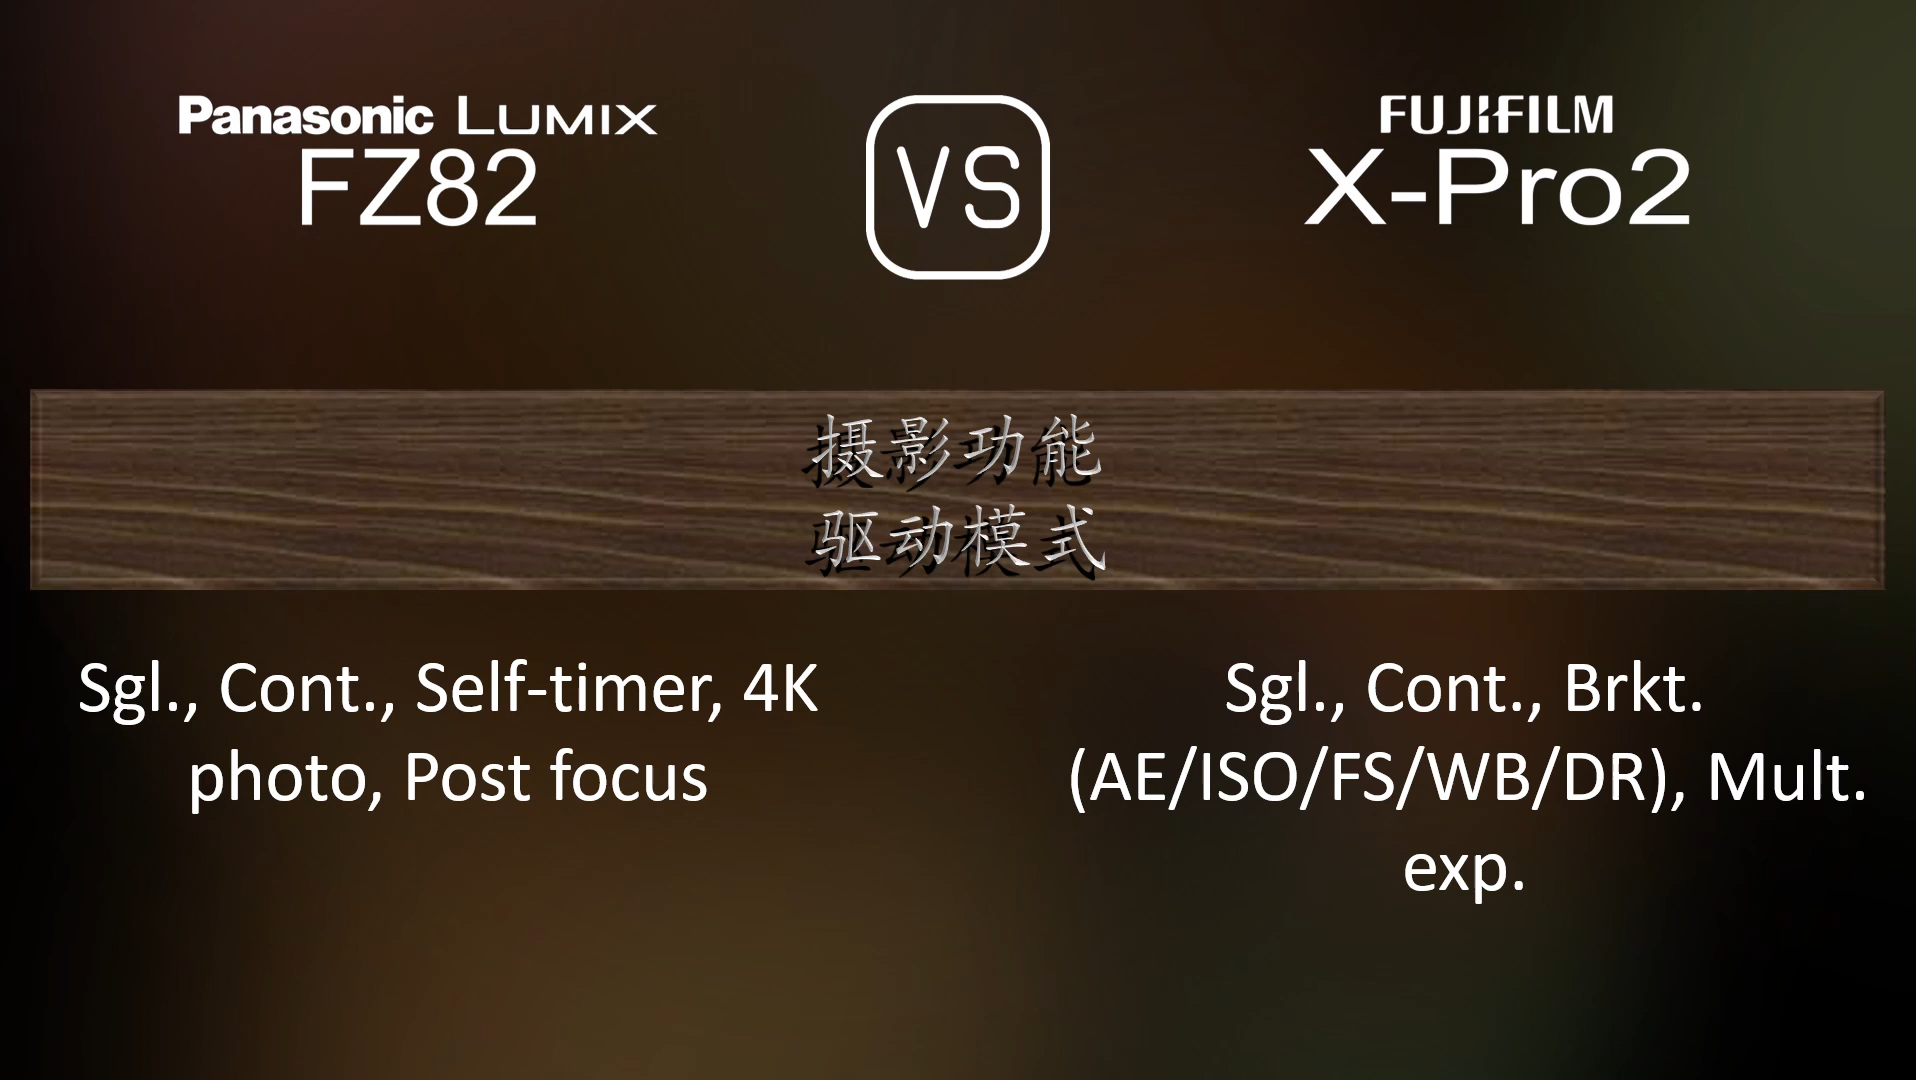 Panasonic LUMIX
FZ82
VS
FUJIFILM
X-Pro2
摄影功能
驱动模式
Sgl., Cont., Self-timer, 4K
photo, Post focus
Sgl., Cont., Brkt.
(AE/ISO/FS/WB/DR), Mult.
exp.